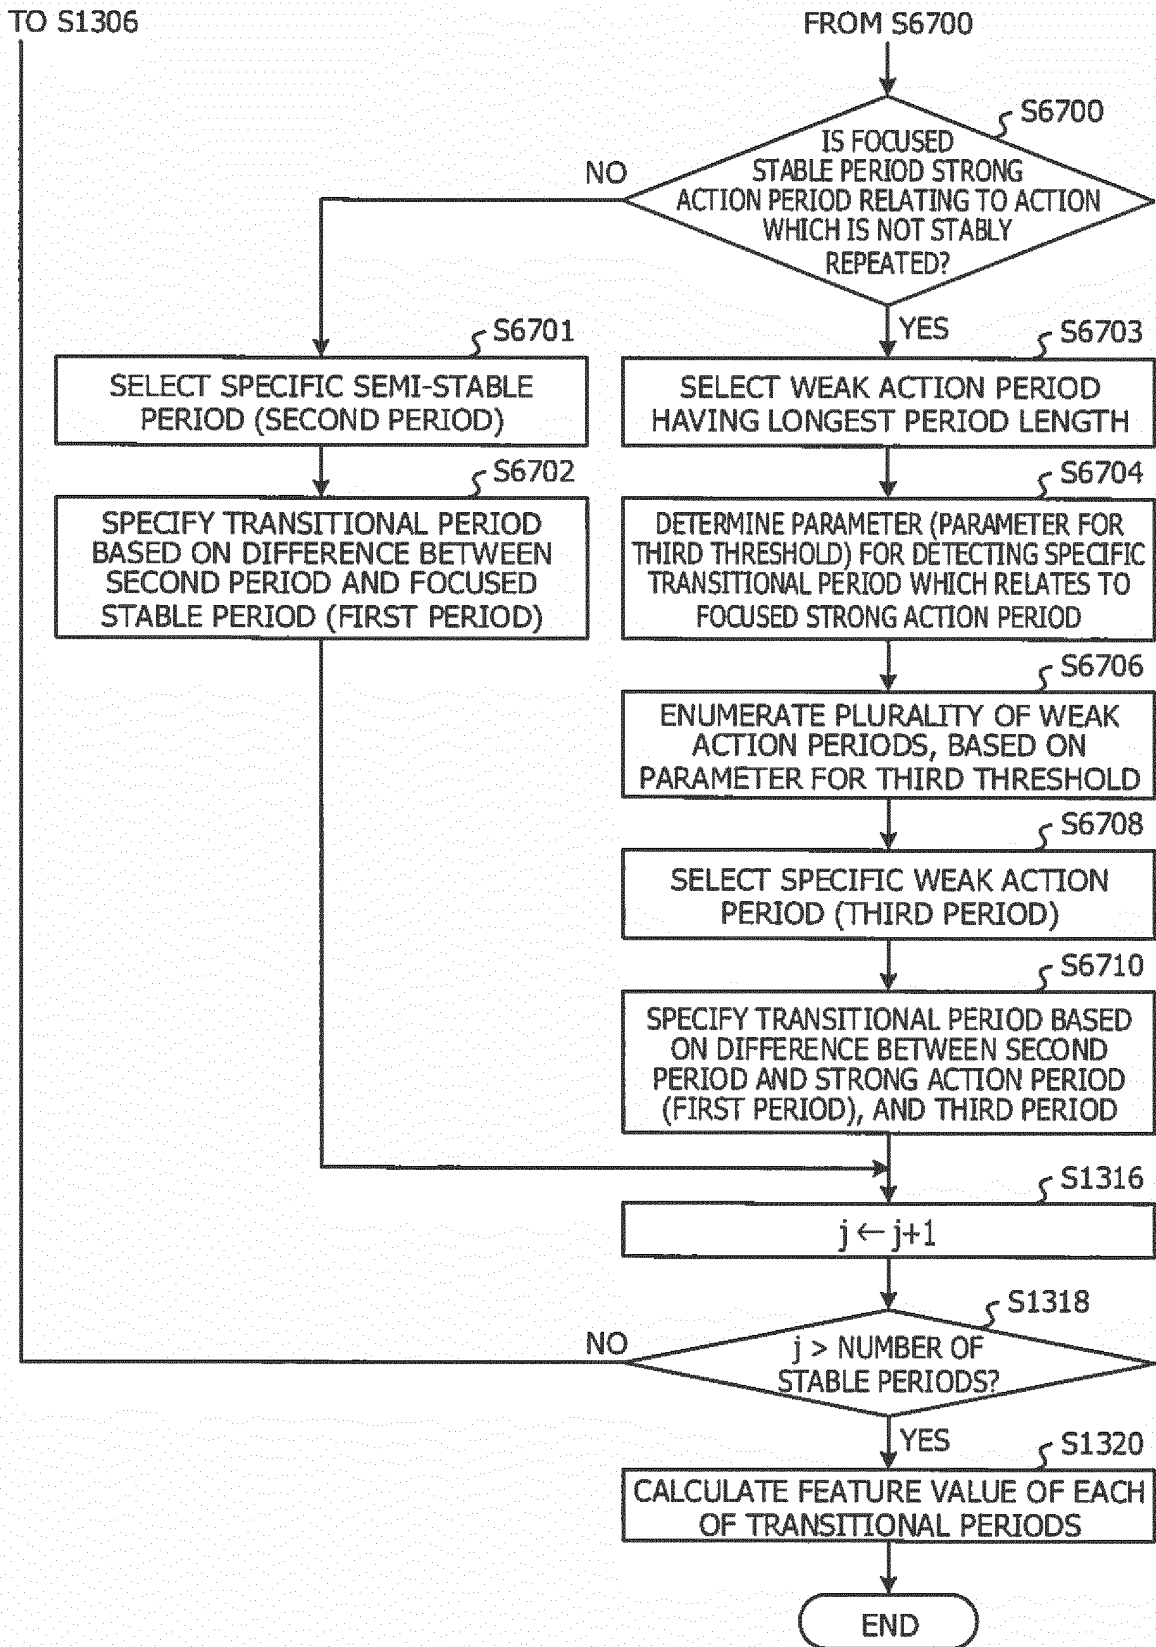 TO S1306
FROM S6700
S6700
IS FOCUSED
STABLE PERIOD STRONG
ACTION PERIOD RELATING TO ACTION
WHICH IS NOT STABLY
REPEATED?
NO
YES
S6701
SELECT SPECIFIC SEMI-STABLE
PERIOD (SECOND PERIOD)
S6702
SPECIFY TRANSITIONAL PERIOD
BASED ON DIFFERENCE BETWEEN
SECOND PERIOD AND FOCUSED
STABLE PERIOD (FIRST PERIOD)
S6703
SELECT WEAK ACTION PERIOD
HAVING LONGEST PERIOD LENGTH
S6704
DETERMINE PARAMETER (PARAMETER FOR
THIRD THRESHOLD) FOR DETECTING SPECIFIC
TRANSITIONAL PERIOD WHICH RELATES TO
FOCUSED STRONG ACTION PERIOD
S6706
ENUMERATE PLURALITY OF WEAK
ACTION PERIODS, BASED ON
PARAMETER FOR THIRD THRESHOLD
S6708
SELECT SPECIFIC WEAK ACTION
PERIOD (THIRD PERIOD)
S6710
SPECIFY TRANSITIONAL PERIOD BASED
ON DIFFERENCE BETWEEN SECOND
PERIOD AND STRONG ACTION PERIOD
(FIRST PERIOD), AND THIRD PERIOD
S1316
j ← j+1
S1318
j > NUMBER OF
STABLE PERIODS?
NO
YES
S1320
CALCULATE FEATURE VALUE OF EACH
OF TRANSITIONAL PERIODS
END